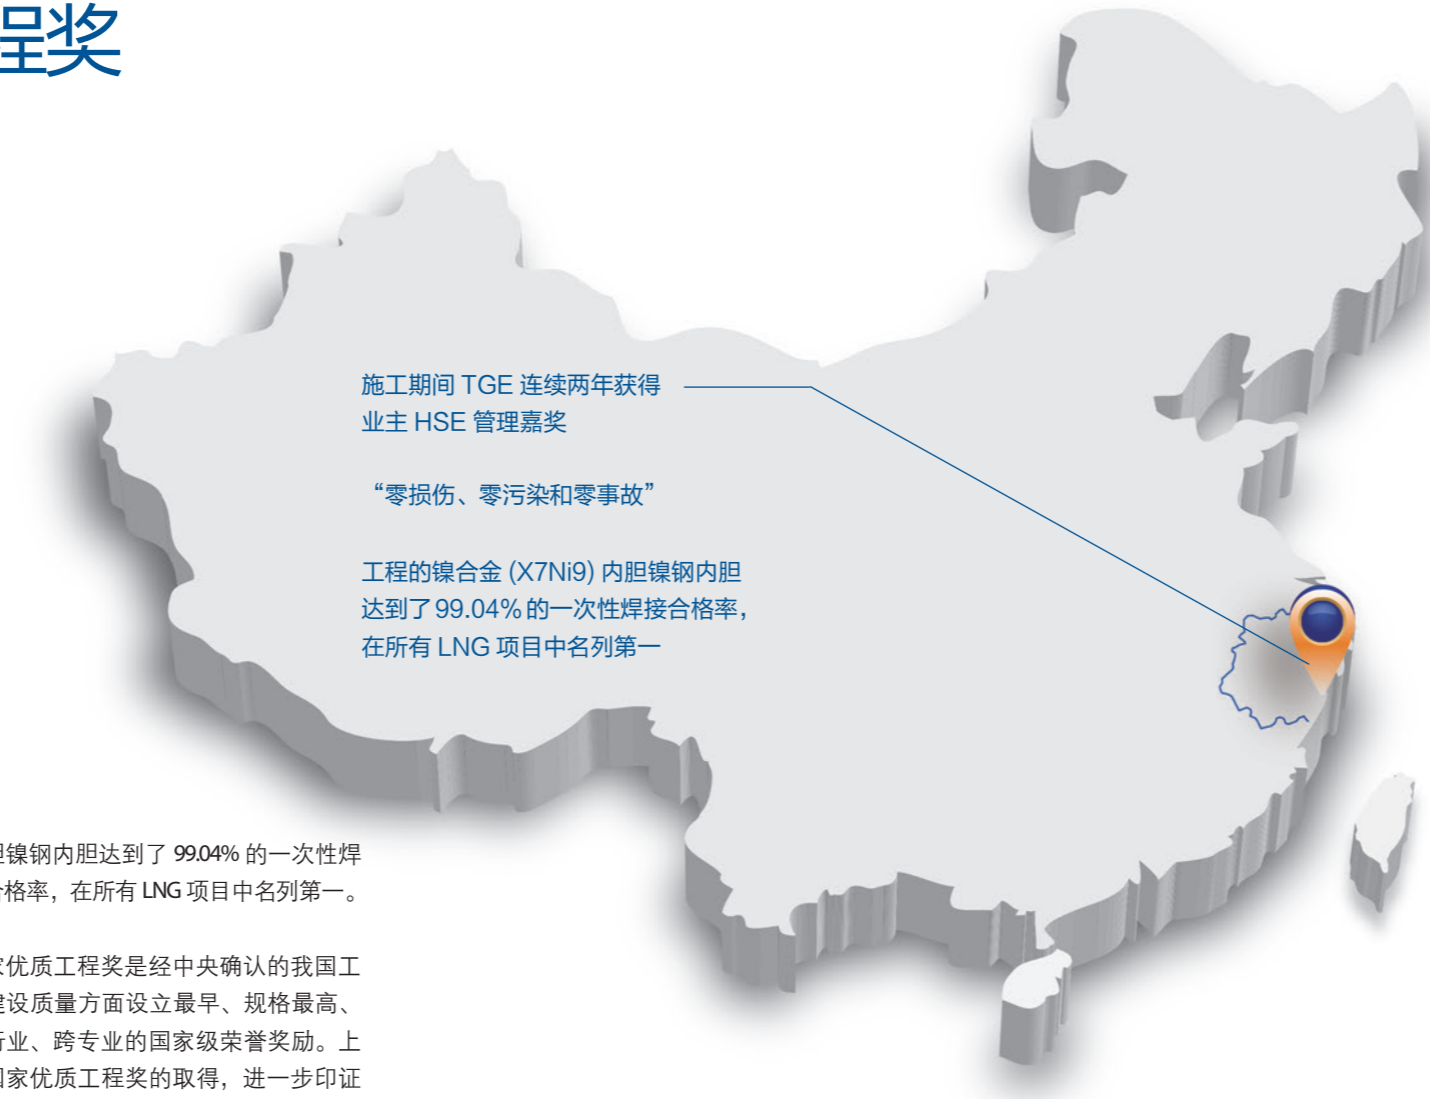 程奖
施工期间 TGE 连续两年获得
业主 HSE 管理嘉奖
“零损伤、零污染和零事故”
工程的镍合金 (X7Ni9) 内胆镍钢内胆
达到了99.04%的一次性焊接合格率，
在所有 LNG 项目中名列第一
胆镍钢内胆达到了 99.04% 的一次性焊
合格率，在所有 LNG 项目中名列第一。
家优质工程奖是经中央确认的我国工
建设质量方面设立最早、规格最高、
行业、跨专业的国家级荣誉奖励。上
国家优质工程奖的取得，进一步印证